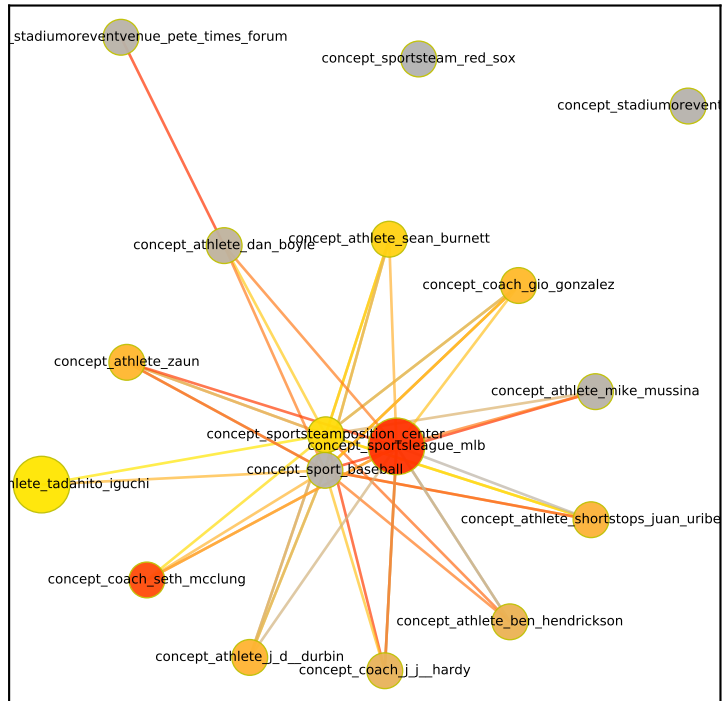 _stadiumoreventvenue_pete_times_forum
concept_sportsteam_red_sox
concept_stadiumorevent
concept_athlete_dan_boyle
concept_athlete_sean_burnett
concept_coach_gio_gonzalez
concept_athlete_zaun
concept_athlete_mike_mussina
concept_sportsteamposition_center
concept_sportsleague_mlb
concept_sport_baseball
hlete_tadahito_iguchi
concept_athlete_shortstops_juan_uribe
concept_coach_seth_mcclung
concept_athlete_ben_hendrickson
concept_athlete_j_d__durbin
concept_coach_j_j__hardy